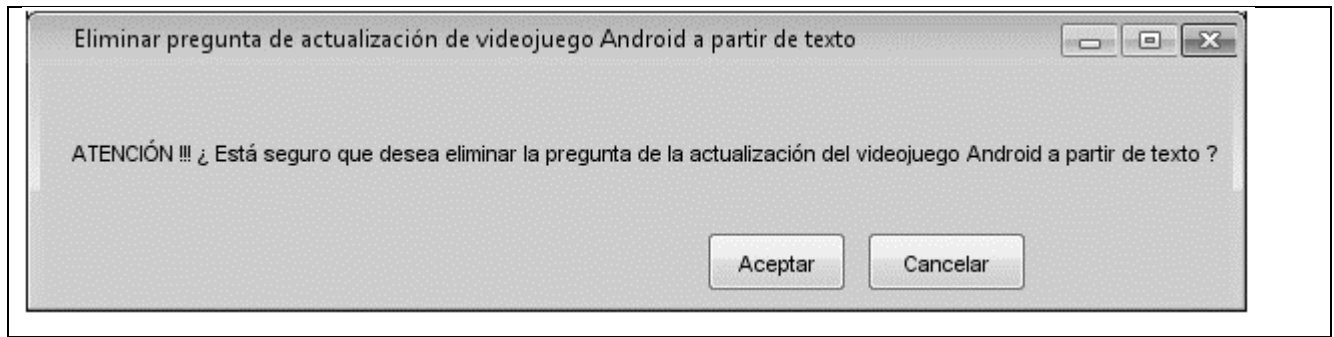 Eliminar pregunta de actualización de videojuego Android a partir de texto
ATENCIÓN !!! ¿ Está seguro que desea eliminar la pregunta de la actualización del videojuego Android a partir de texto ?
Aceptar Cancelar